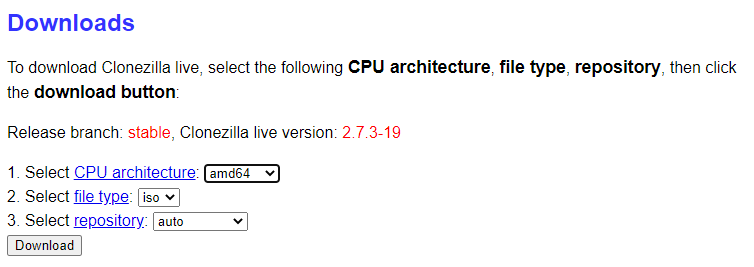 Downloads
To download Clonezilla live, select the following CPU architecture, file type, repository, then click
the download button:
Release branch: stable, Clonezilla live version: 2.7.3-19
1. Select CPU architecture: amd64
2. Select file type: iso
3. Select repository: auto
Download